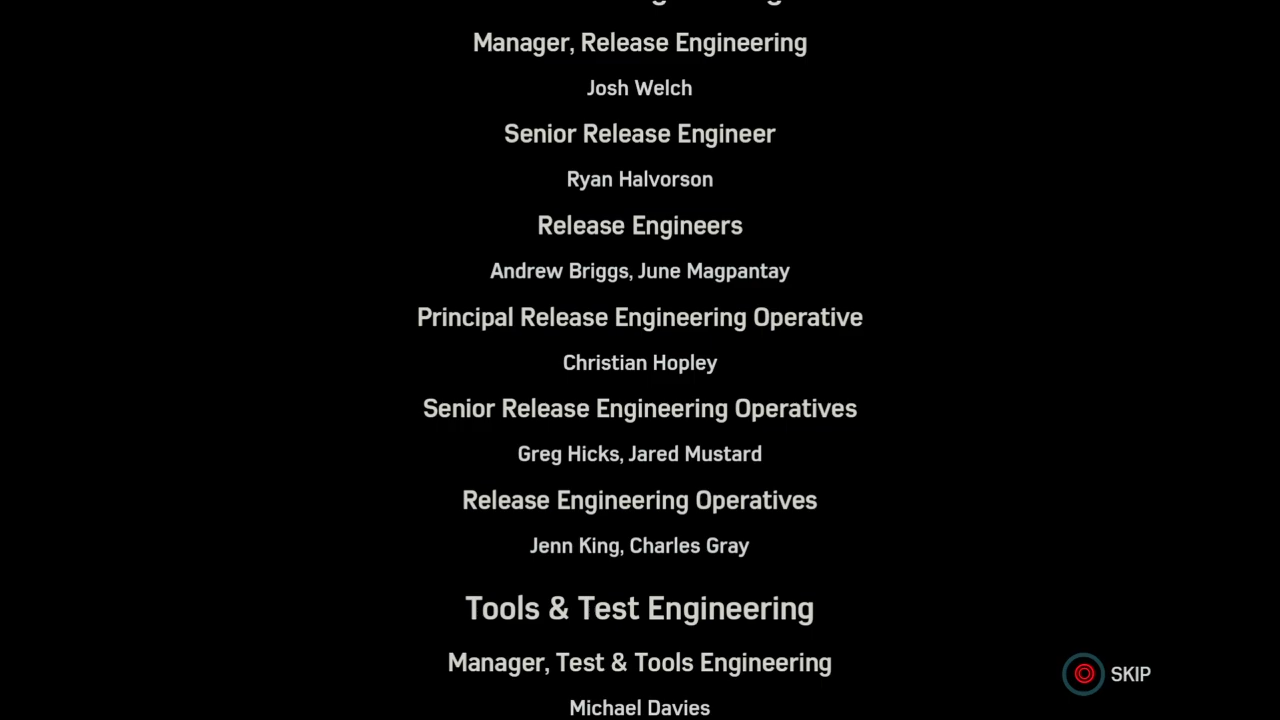 Manager, Release Engineering
Josh Welch
Senior Release Engineer
Ryan Halvorson
Release Engineers
Andrew Briggs, June Magpantay
Principal Release Engineering Operative
Christian Hopley
Senior Release Engineering Operatives
Greg Hicks, Jared Mustard
Release Engineering Operatives
Jenn King, Charles Gray
Tools & Test Engineering
Manager, Test & Tools Engineering
Michael Davies
SKIP